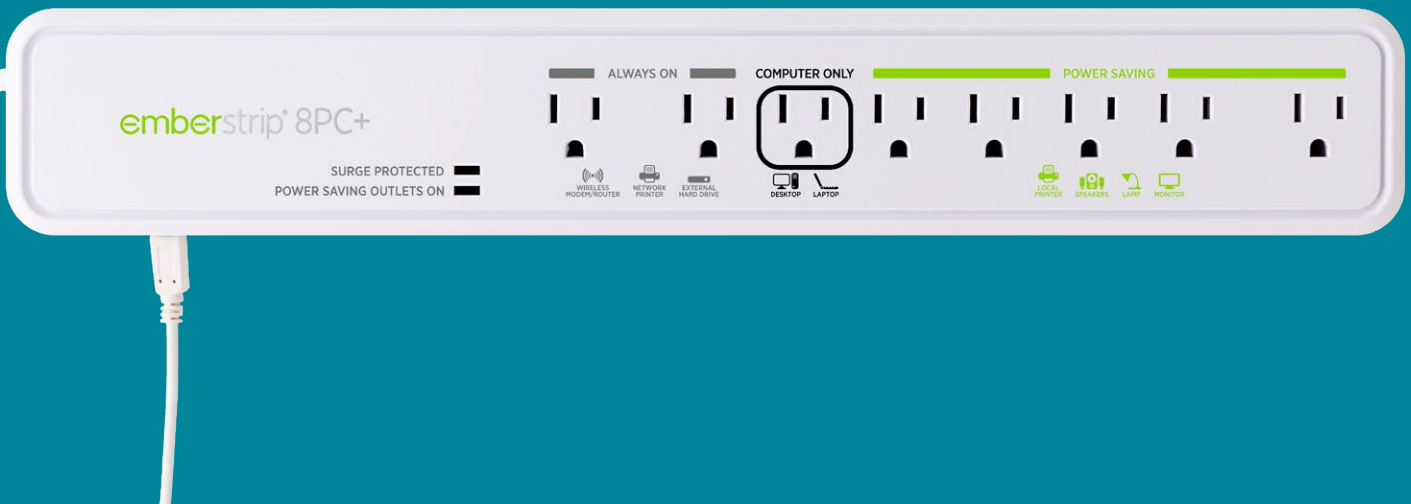 ALWAYS ON
COMPUTER ONLY
POWER SAVING
emberstrip® 8PC+
SURGE PROTECTED
POWER SAVING OUTLETS ON
WIRELESS
MODEM/ROUTER
NETWORK
PRINTER
EXTERNAL
HARD DRIVE
DESKTOP
LAPTOP
LOCAL
PRINTER
SPEAKERS
LAMP
MONITOR